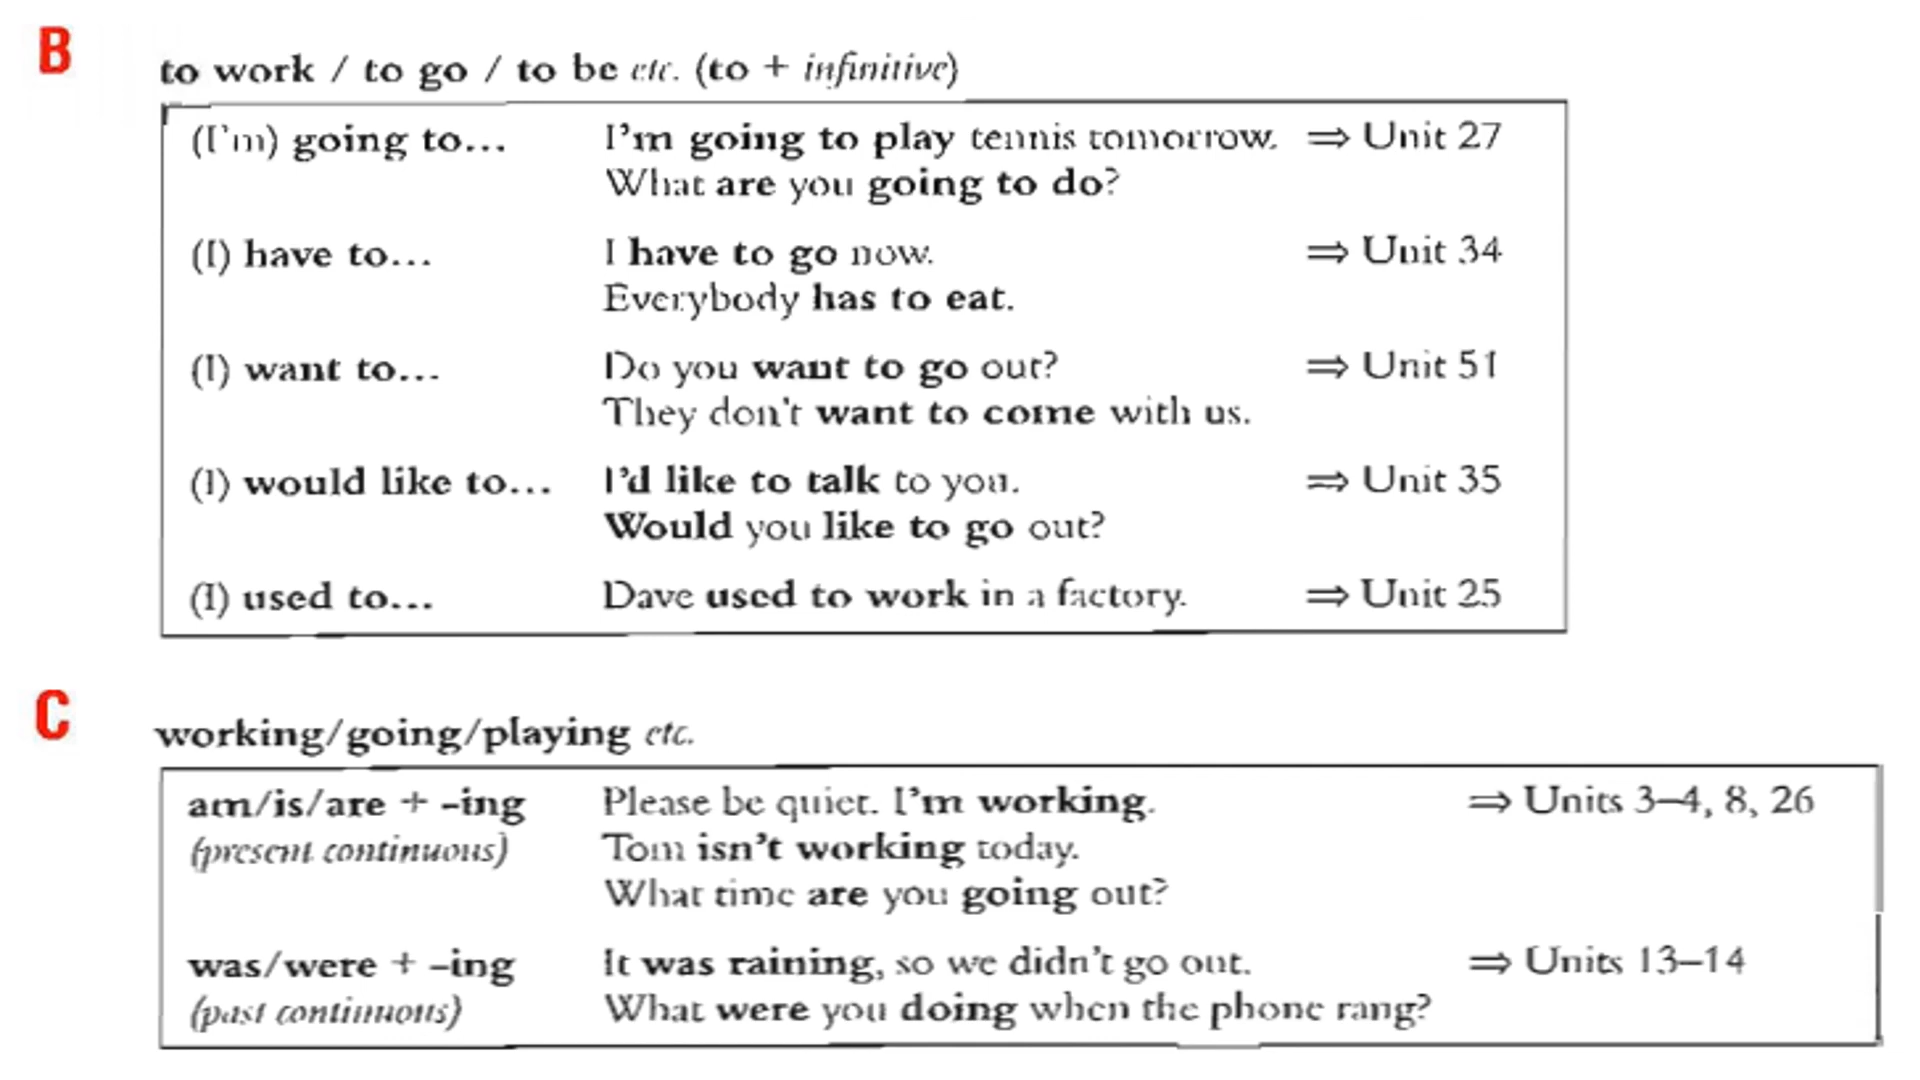 B
to work / to go / to be etc. (to + infinitive)
(I'm) going to... I'm going to play tennis tomorrow. ⇒ Unit 27
What are you going to do?
(I) have to... I have to go now. ⇒ Unit 34
Everybody has to eat.
(I) want to... Do you want to go out? ⇒ Unit 51
They don't want to come with us.
(I) would like to... I'd like to talk to you. ⇒ Unit 35
Would you like to go out?
(I) used to... Dave used to work in a factory. ⇒ Unit 25
C
working/going/playing etc.
am/is/are + -ing Please be quiet. I'm working. ⇒ Units 3–4, 8, 26
(present continuous) Tom isn't working today.
What time are you going out?
was/were + -ing It was raining, so we didn't go out. ⇒ Units 13–14
(past continuous) What were you doing when the phone rang?